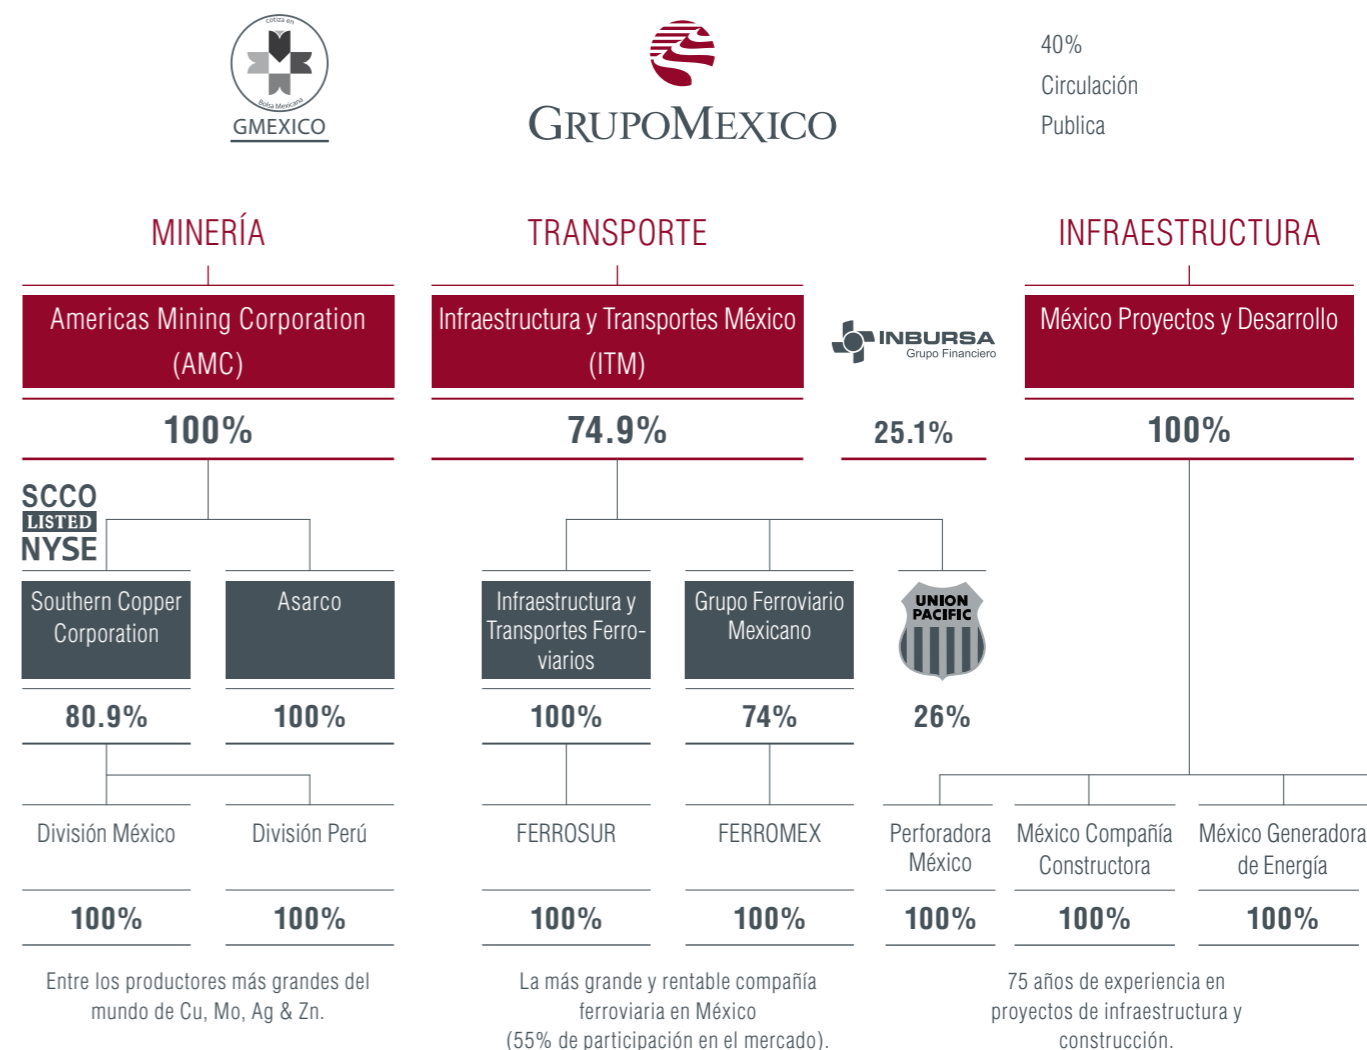 cotiza en
Bolsa Mexicana
GMEXICO
GRUPOMEXICO
40%
Circulación
Publica
MINERÍA
TRANSPORTE
INFRAESTRUCTURA
Americas Mining Corporation
(AMC)
Infraestructura y Transportes México
(ITM)
INBURSA
Grupo Financiero
México Proyectos y Desarrollo
100%
74.9%
25.1%
100%
SCCO
LISTED
NYSE
Southern Copper
Corporation
Asarco
Infraestructura y
Transportes Ferro-
viarios
Grupo Ferroviario
Mexicano
UNION
PACIFIC
80.9%
100%
100%
74%
26%
División México
División Perú
FERROSUR
FERROMEX
Perforadora
México
México Compañía
Constructora
México Generadora
de Energía
100%
100%
100%
100%
100%
100%
100%
Entre los productores más grandes del
mundo de Cu, Mo, Ag & Zn.
La más grande y rentable compañía
ferroviaria en México
(55% de participación en el mercado).
75 años de experiencia en
proyectos de infraestructura y
construcción.